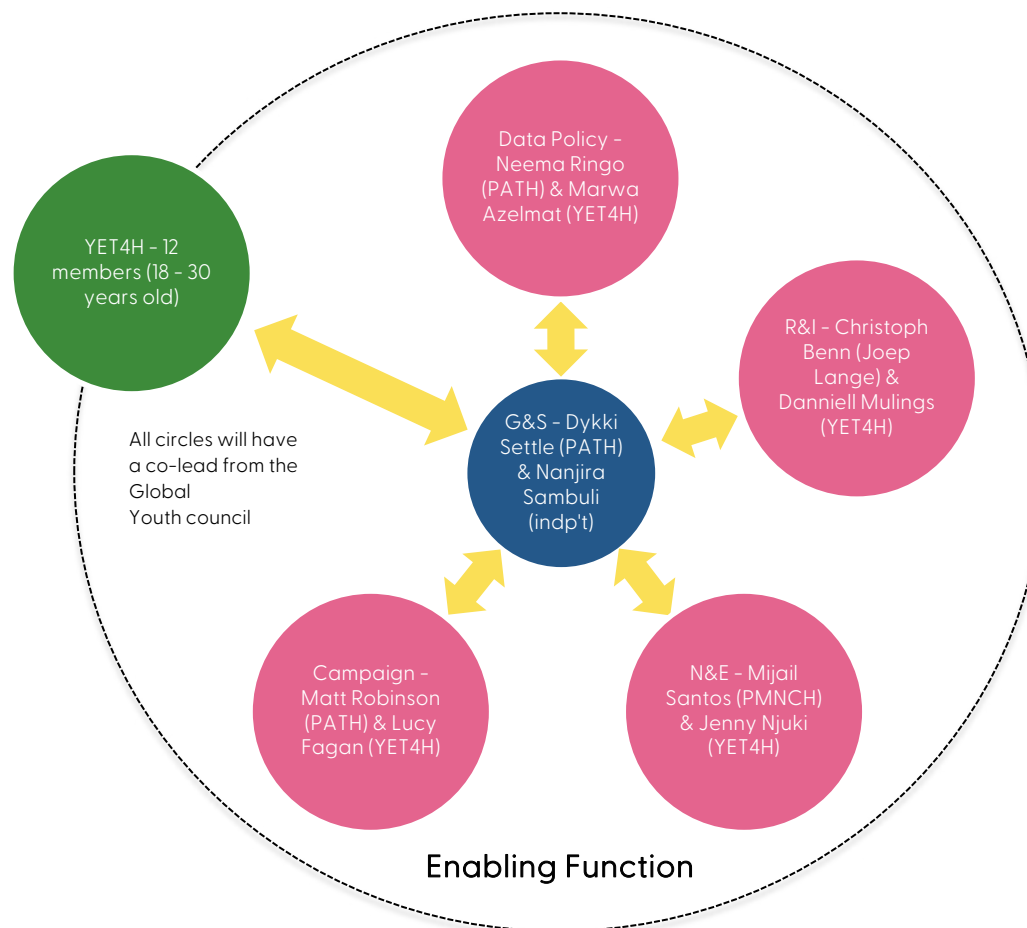 Data Policy -
Neema Ringo
(PATH) & Marwa
Azelmat (YET4H)
YET4H - 12
members (18 - 30
years old)
R&I - Christoph
Benn (Joep
Lange) &
Danniell Mulings
(YET4H)
G&S - Dykki
Settle (PATH)
& Nanjira
Sambuli
(indp't)
All circles will have
a co-lead from the
Global
Youth council
Campaign -
Matt Robinson
(PATH) & Lucy
Fagan (YET4H)
N&E - Mijail
Santos (PMNCH)
& Jenny Njuki
(YET4H)
Enabling Function